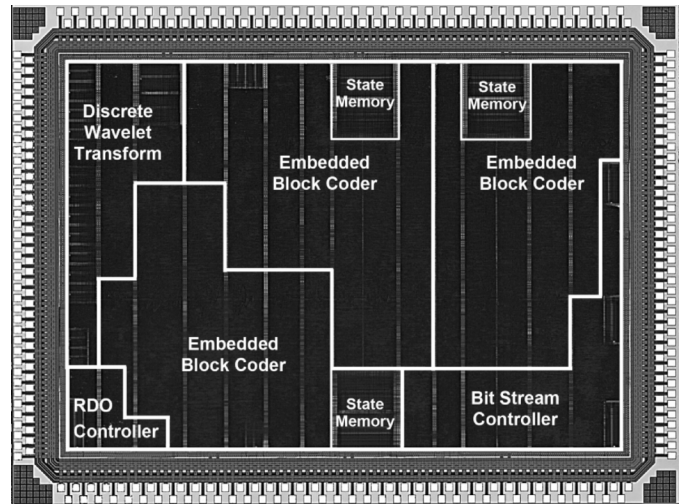 Discrete
Wavelet
Transform
State
Memory
State
Memory
Embedded
Block Coder
Embedded
Block Coder
Embedded
Block Coder
RDO
Controller
State
Memory
Bit Stream
Controller